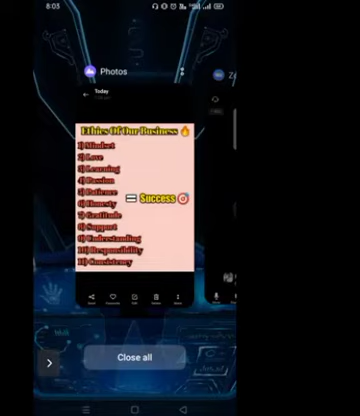 8:03
Photos
Today
Ethics Of Our Business 🔥
1) Mindset
2) Love
3) Learning
4) Passion
5) Patience
6) Honesty
7) Gratitude
8) Support
9) Understanding
10) Responsibility
11) Consistency
= Success 🎯
Close all